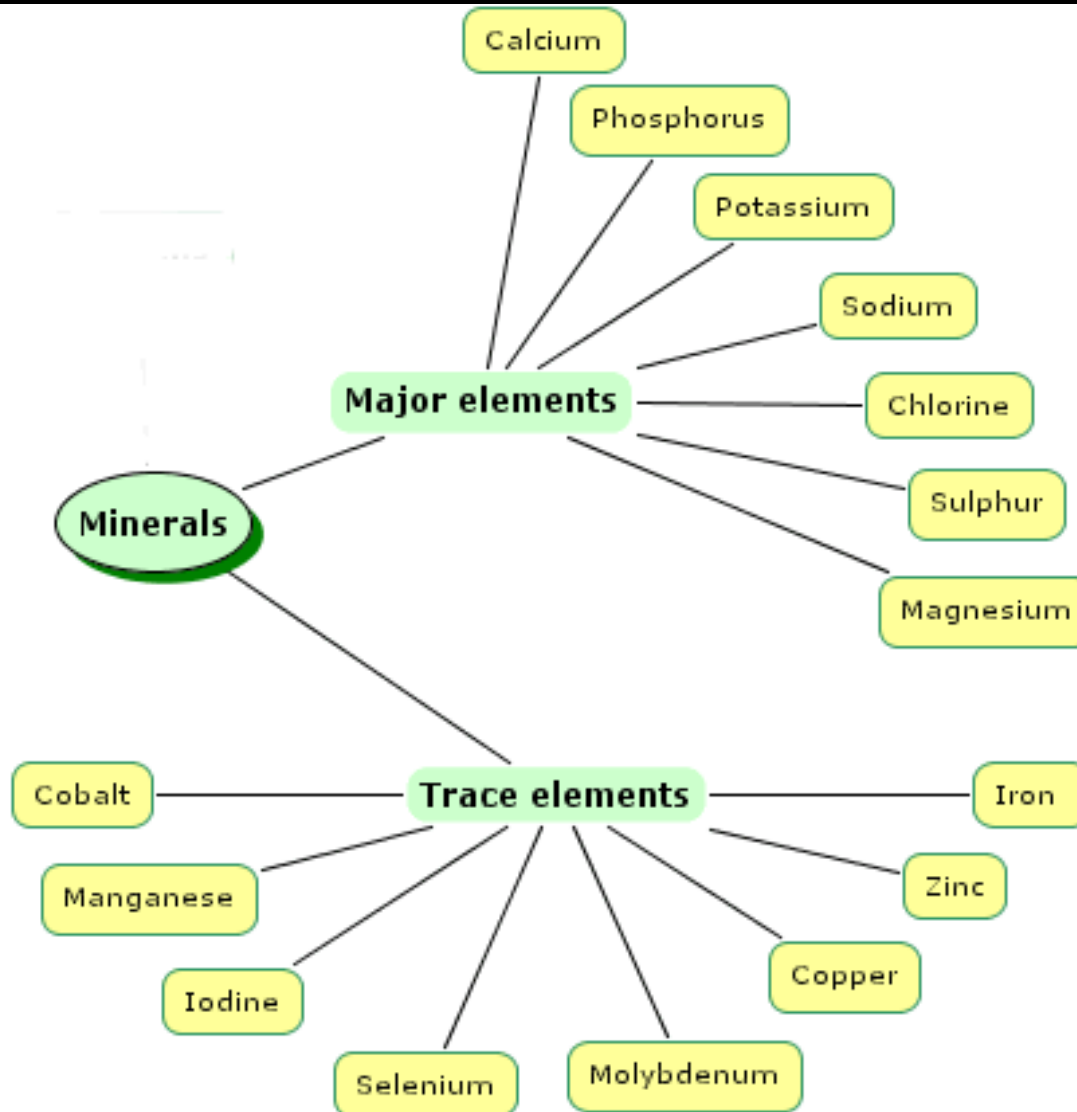 Calcium
Phosphorus
Potassium
Sodium
Major elements
Chlorine
Sulphur
Minerals
Magnesium
Cobalt
Trace elements
Iron
Manganese
Zinc
Iodine
Copper
Selenium
Molybdenum